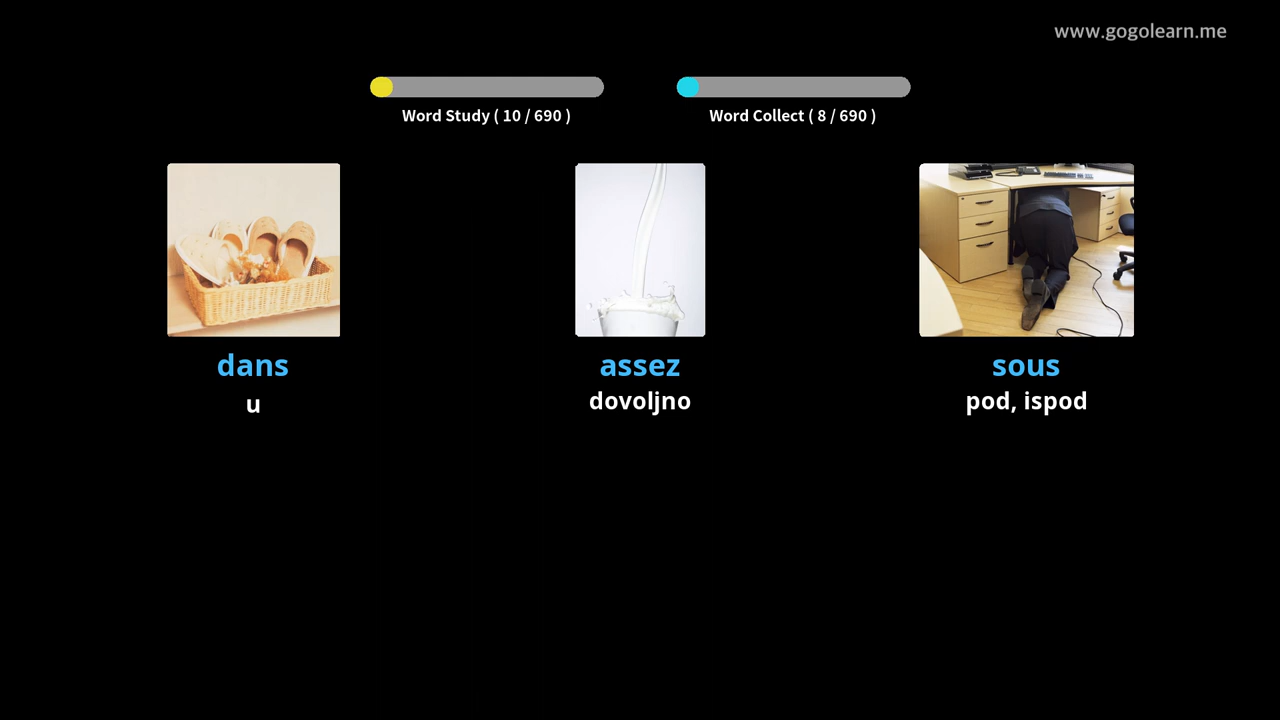 www.gogolearn.me
Word Study ( 10 / 690 )
Word Collect ( 8 / 690 )
dans
u
assez
dovoljno
sous
pod, ispod